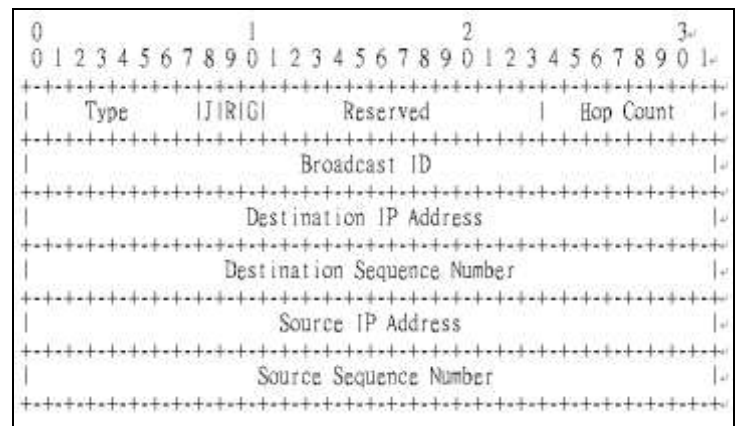 0 1 2 3
0 1 2 3 4 5 6 7 8 9 0 1 2 3 4 5 6 7 8 9 0 1 2 3 4 5 6 7 8 9 0 1
+-+-+-+-+-+-+-+-+-+-+-+-+-+-+-+-+-+-+-+-+-+-+-+-+-+-+-+-+-+-+-+-+
| Type |J|R|G| Reserved | Hop Count |
+-+-+-+-+-+-+-+-+-+-+-+-+-+-+-+-+-+-+-+-+-+-+-+-+-+-+-+-+-+-+-+-+
| Broadcast ID |
+-+-+-+-+-+-+-+-+-+-+-+-+-+-+-+-+-+-+-+-+-+-+-+-+-+-+-+-+-+-+-+-+
| Destination IP Address |
+-+-+-+-+-+-+-+-+-+-+-+-+-+-+-+-+-+-+-+-+-+-+-+-+-+-+-+-+-+-+-+-+
| Destination Sequence Number |
+-+-+-+-+-+-+-+-+-+-+-+-+-+-+-+-+-+-+-+-+-+-+-+-+-+-+-+-+-+-+-+-+
| Source IP Address |
+-+-+-+-+-+-+-+-+-+-+-+-+-+-+-+-+-+-+-+-+-+-+-+-+-+-+-+-+-+-+-+-+
| Source Sequence Number |
+-+-+-+-+-+-+-+-+-+-+-+-+-+-+-+-+-+-+-+-+-+-+-+-+-+-+-+-+-+-+-+-+